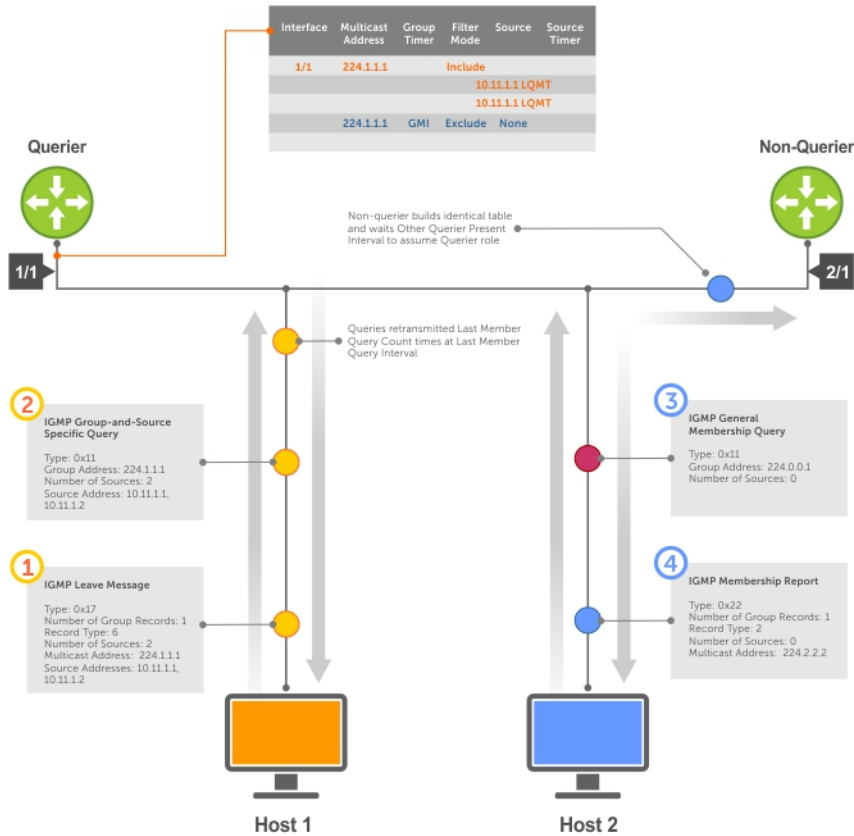 Interface Multicast Address Group Timer Filter Mode Source Source Timer
1/1 224.1.1.1 Include
10.11.1.1 LQMT
10.11.1.1 LQMT
224.1.1.1 GMI Exclude None
Querier
Non-Querier
1/1
2/1
Non-querier builds identical table
and waits Other Querier Present
Interval to assume Querier role
Queries retransmitted Last Member
Query Count times at Last Member
Query Interval
2
IGMP Group-and-Source
Specific Query
Type: 0x11
Group Address: 224.1.1.1
Number of Sources: 2
Source Address: 10.11.1.1,
10.11.1.2
3
IGMP General
Membership Query
Type: 0x11
Group Address: 224.0.0.1
Number of Sources: 0
1
IGMP Leave Message
Type: 0x17
Number of Group Records: 1
Record Type: 6
Number of Sources: 2
Multicast Address: 224.1.1.1
Source Addresses: 10.11.1.1,
10.11.1.2
4
IGMP Membership Report
Type: 0x22
Number of Group Records: 1
Record Type: 2
Number of Sources: 0
Multicast Address: 224.2.2.2
Host 1
Host 2